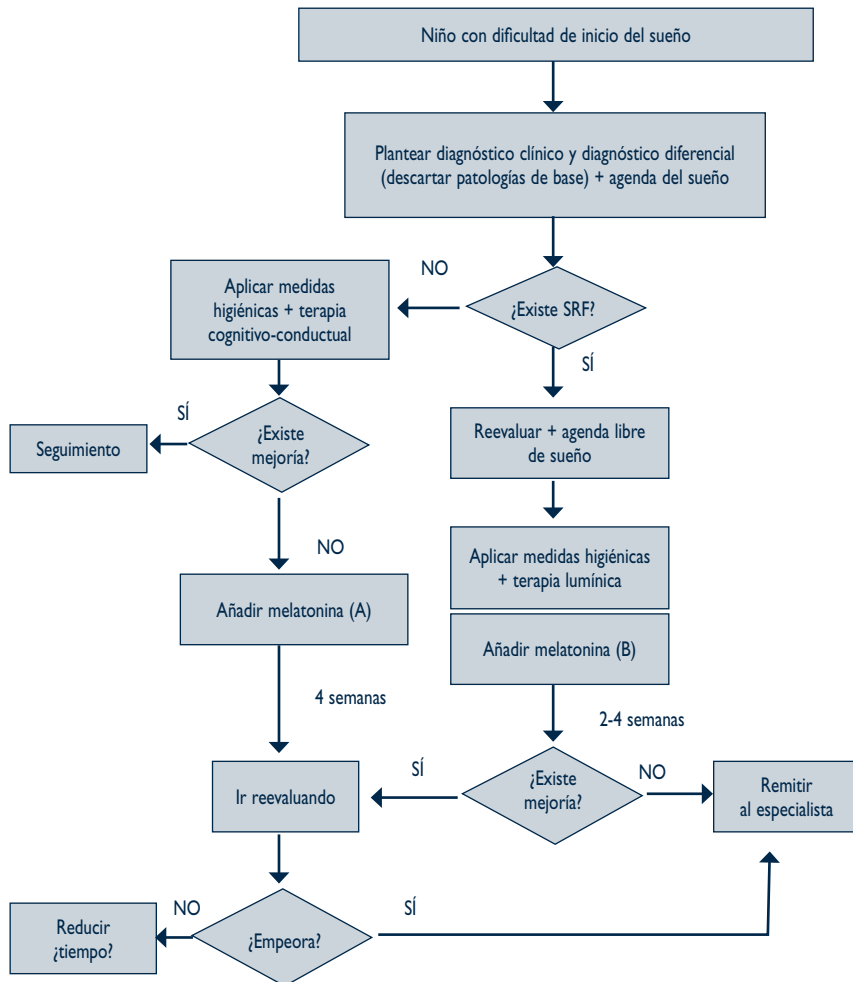 Niño con dificultad de inicio del sueño
Plantear diagnóstico clínico y diagnóstico diferencial
(descartar patologías de base) + agenda del sueño
NO
Aplicar medidas
higiénicas + terapia
cognitivo-conductual
¿Existe SRF?
SÍ
SÍ
¿Existe
mejoría?
Seguimiento
Reevaluar + agenda libre
de sueño
NO
Aplicar medidas higiénicas
+ terapia lumínica
Añadir melatonina (A)
Añadir melatonina (B)
4 semanas
2-4 semanas
SÍ
¿Existe
mejoría?
NO
Ir reevaluando
Remitir
al especialista
NO
SÍ
Reducir
¿tiempo?
¿Empeora?